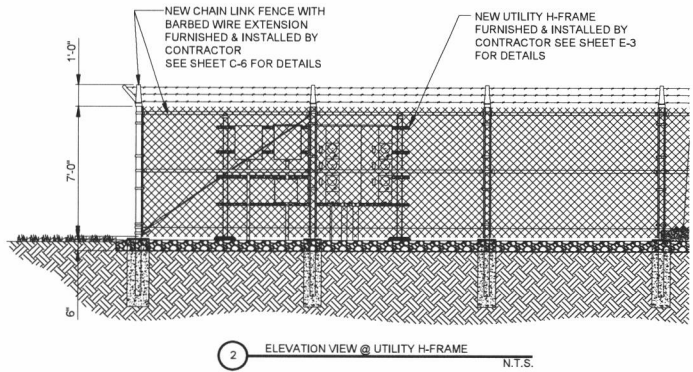 NEW CHAIN LINK FENCE WITH
BARBED WIRE EXTENSION
FURNISHED & INSTALLED BY
CONTRACTOR
SEE SHEET C-6 FOR DETAILS
NEW UTILITY H-FRAME
FURNISHED & INSTALLED BY
CONTRACTOR SEE SHEET E-3
FOR DETAILS
1'-0"
7'-0"
6"
2
ELEVATION VIEW @ UTILITY H-FRAME
N.T.S.